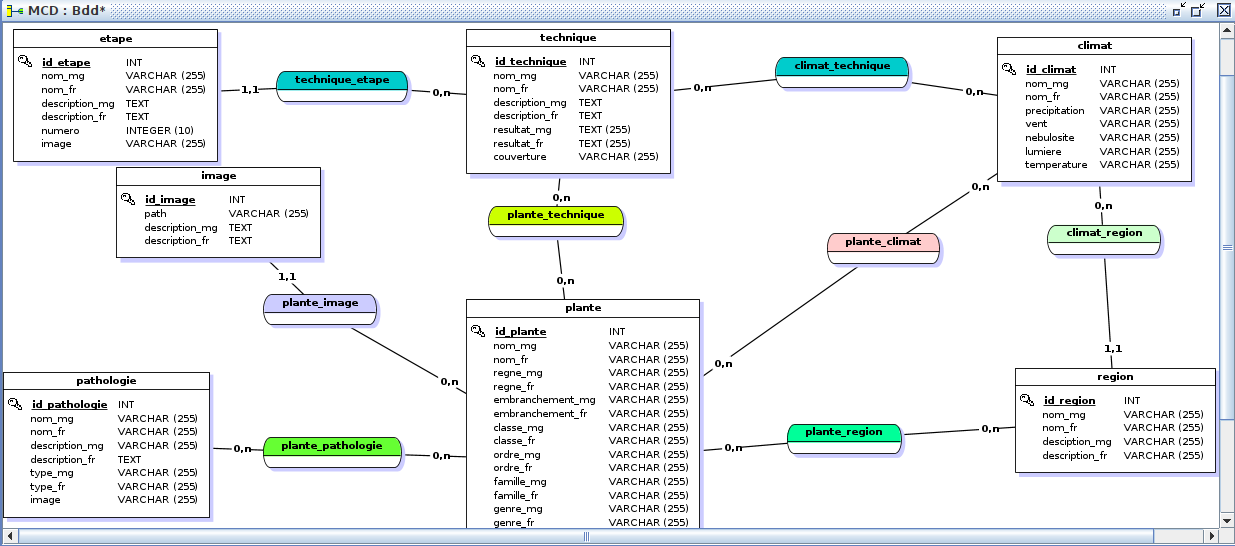 MCD : Bdd*
etape
id_etape INT
nom_mg VARCHAR (255)
nom_fr VARCHAR (255)
description_mg TEXT
description_fr TEXT
numero INTEGER (10)
image VARCHAR (255)
1,1
technique_etape
0,n
technique
id_technique INT
nom_mg VARCHAR (255)
nom_fr VARCHAR (255)
description_mg TEXT
description_fr TEXT
resultat_mg TEXT (255)
resultat_fr TEXT (255)
couverture VARCHAR (255)
0,n
climat_technique
0,n
climat
id_climat INT
nom_mg VARCHAR (255)
nom_fr VARCHAR (255)
precipitation VARCHAR (255)
vent VARCHAR (255)
nebulosite VARCHAR (255)
lumiere VARCHAR (255)
temperature VARCHAR (255)
image
id_image INT
path VARCHAR (255)
description_mg TEXT
description_fr TEXT
1,1
plante_image
0,n
0,n
plante_technique
0,n
0,n
plante_climat
0,n
0,n
climat_region
1,1
pathologie
id_pathologie INT
nom_mg VARCHAR (255)
nom_fr VARCHAR (255)
description_mg VARCHAR (255)
description_fr TEXT
type_mg VARCHAR (255)
type_fr VARCHAR (255)
image VARCHAR (255)
0,n
plante_pathologie
0,n
plante
id_plante INT
nom_mg VARCHAR (255)
nom_fr VARCHAR (255)
regne_mg VARCHAR (255)
regne_fr VARCHAR (255)
embranchement_mg VARCHAR (255)
embranchement_fr VARCHAR (255)
classe_mg VARCHAR (255)
classe_fr VARCHAR (255)
ordre_mg VARCHAR (255)
ordre_fr VARCHAR (255)
famille_mg VARCHAR (255)
famille_fr VARCHAR (255)
genre_mg VARCHAR (255)
genre_fr VARCHAR (255)
0,n
plante_region
0,n
region
id_region INT
nom_mg VARCHAR (255)
nom_fr VARCHAR (255)
desciption_mg VARCHAR (255)
description_fr VARCHAR (255)